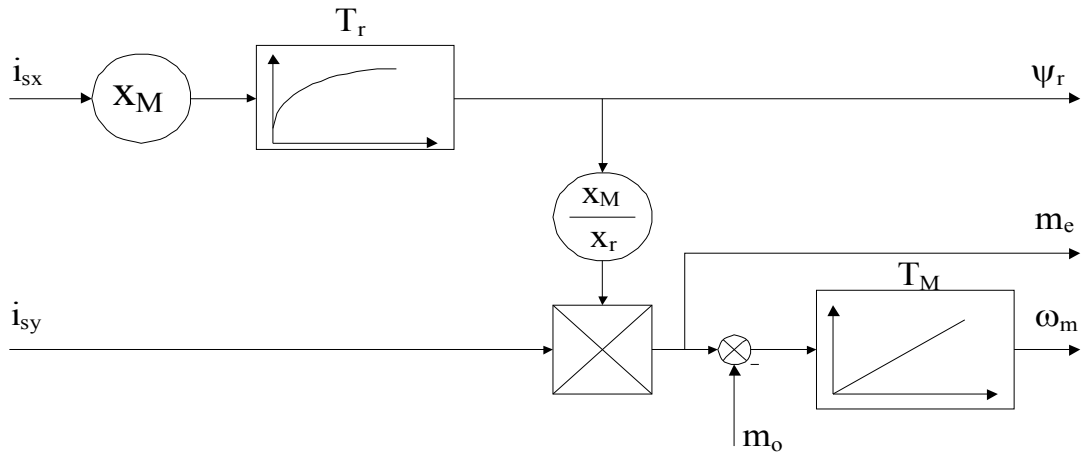 T_r
i_sx
x_M
ψ_r
x_M
x_r
m_e
T_M
i_sy
ω_m
-
m_o